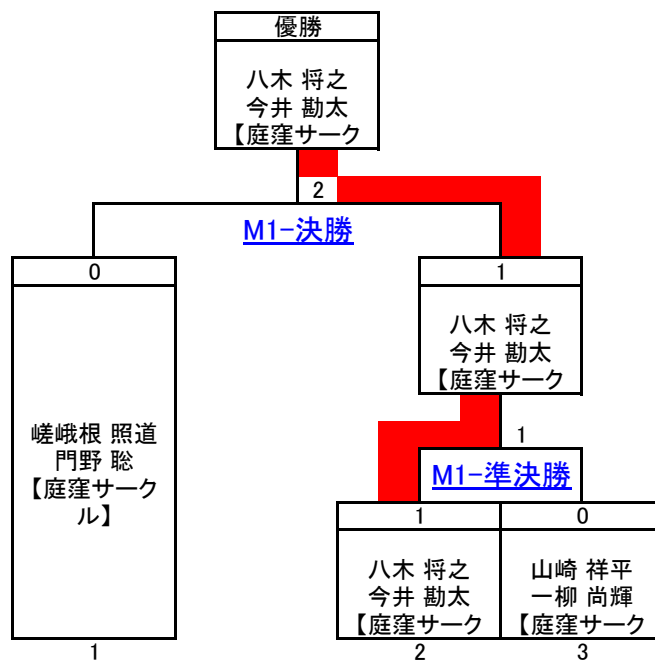 優勝
八木 将之
今井 勘太
【庭窪サーク
2
M1-決勝
0
1
八木 将之
今井 勘太
【庭窪サーク
嵯峨根 照道
門野 聡
【庭窪サーク
ル】
1
M1-準決勝
1
0
八木 将之
今井 勘太
【庭窪サーク
山崎 祥平
一柳 尚輝
【庭窪サーク
1
2
3